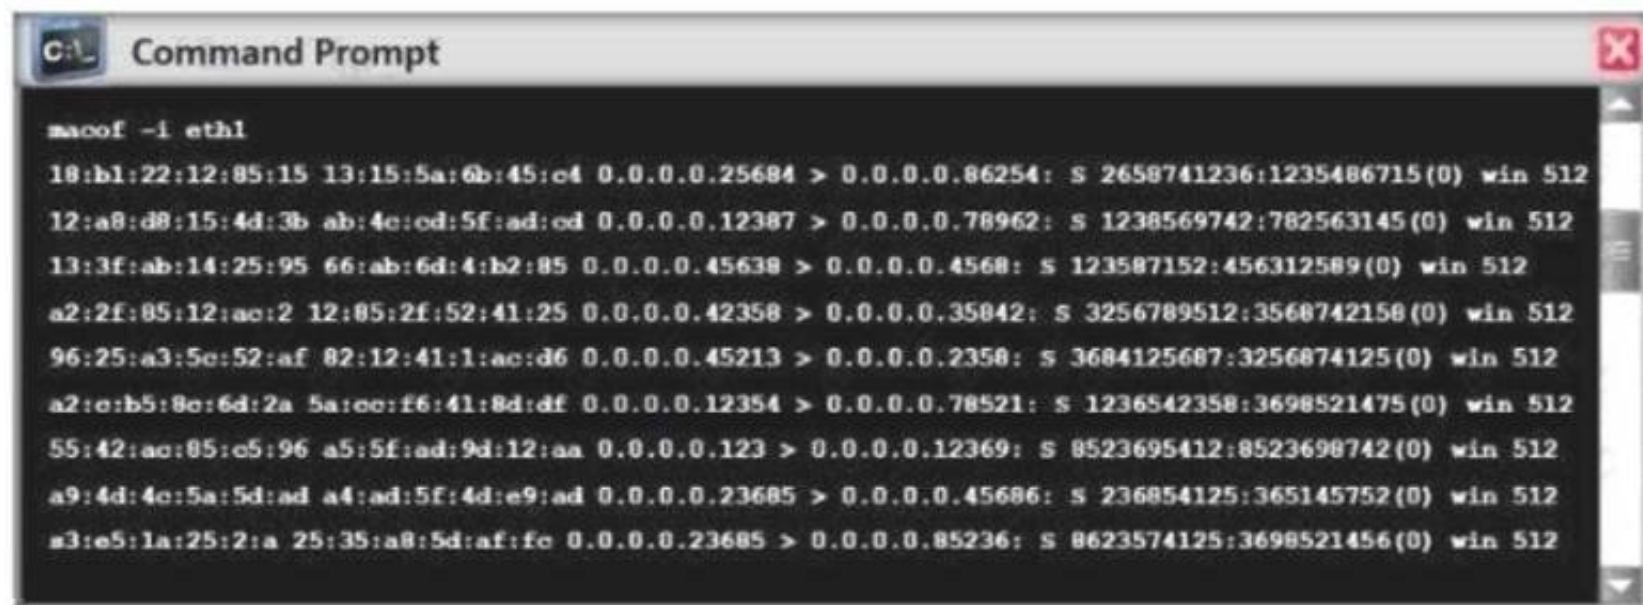 C:\_ Command Prompt
macof -i eth1
18:b1:22:12:85:15 13:15:5a:6b:45:c4 0.0.0.0.25684 > 0.0.0.0.86254: S 2658741236:1235486715(0) win 512
12:a8:d8:15:4d:3b ab:4c:cd:5f:ad:cd 0.0.0.0.12387 > 0.0.0.0.78962: S 1238569742:782563145(0) win 512
13:3f:ab:14:25:95 66:ab:6d:4:b2:85 0.0.0.0.45638 > 0.0.0.0.4568: S 123587152:456312589(0) win 512
a2:2f:85:12:ac:2 12:85:2f:52:41:25 0.0.0.0.42358 > 0.0.0.0.35842: S 3256789512:3568742158(0) win 512
96:25:a3:5c:52:af 82:12:41:1:ac:d6 0.0.0.0.45213 > 0.0.0.0.2358: S 3684125687:3256874125(0) win 512
a2:c:b5:8c:6d:2a 5a:cc:f6:41:8d:df 0.0.0.0.12354 > 0.0.0.0.78521: S 1236542358:3698521475(0) win 512
55:42:ac:85:c5:96 a5:5f:ad:9d:12:aa 0.0.0.0.123 > 0.0.0.0.12369: S 8523695412:8523698742(0) win 512
a9:4d:4c:5a:5d:ad a4:ad:5f:4d:e9:ad 0.0.0.0.23685 > 0.0.0.0.45686: S 236854125:365145752(0) win 512
25:35:a8:5d:af:fc 0.0.0.0.23685 > 0.0.0.0.85236: S 8623574125:3698521456(0) win 512